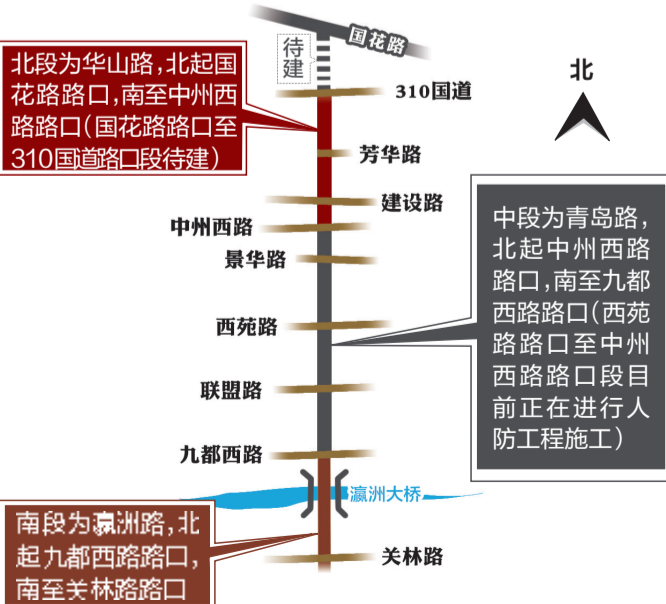 国花路
待
建
北段为华山路,北起国
花路路口,南至中州西
路路口(国花路路口至
310国道路口段待建)
北
310国道
芳华路
建设路
中州西路
景华路
中段为青岛路,
北起中州西路
路口,南至九都
西路路口(西苑
路路口至中州
西路路口段目
前正在进行人
防工程施工)
西苑路
联盟路
九都西路
瀛洲大桥
南段为瀛洲路,北
起九都西路路口,
南至关林路路口
关林路